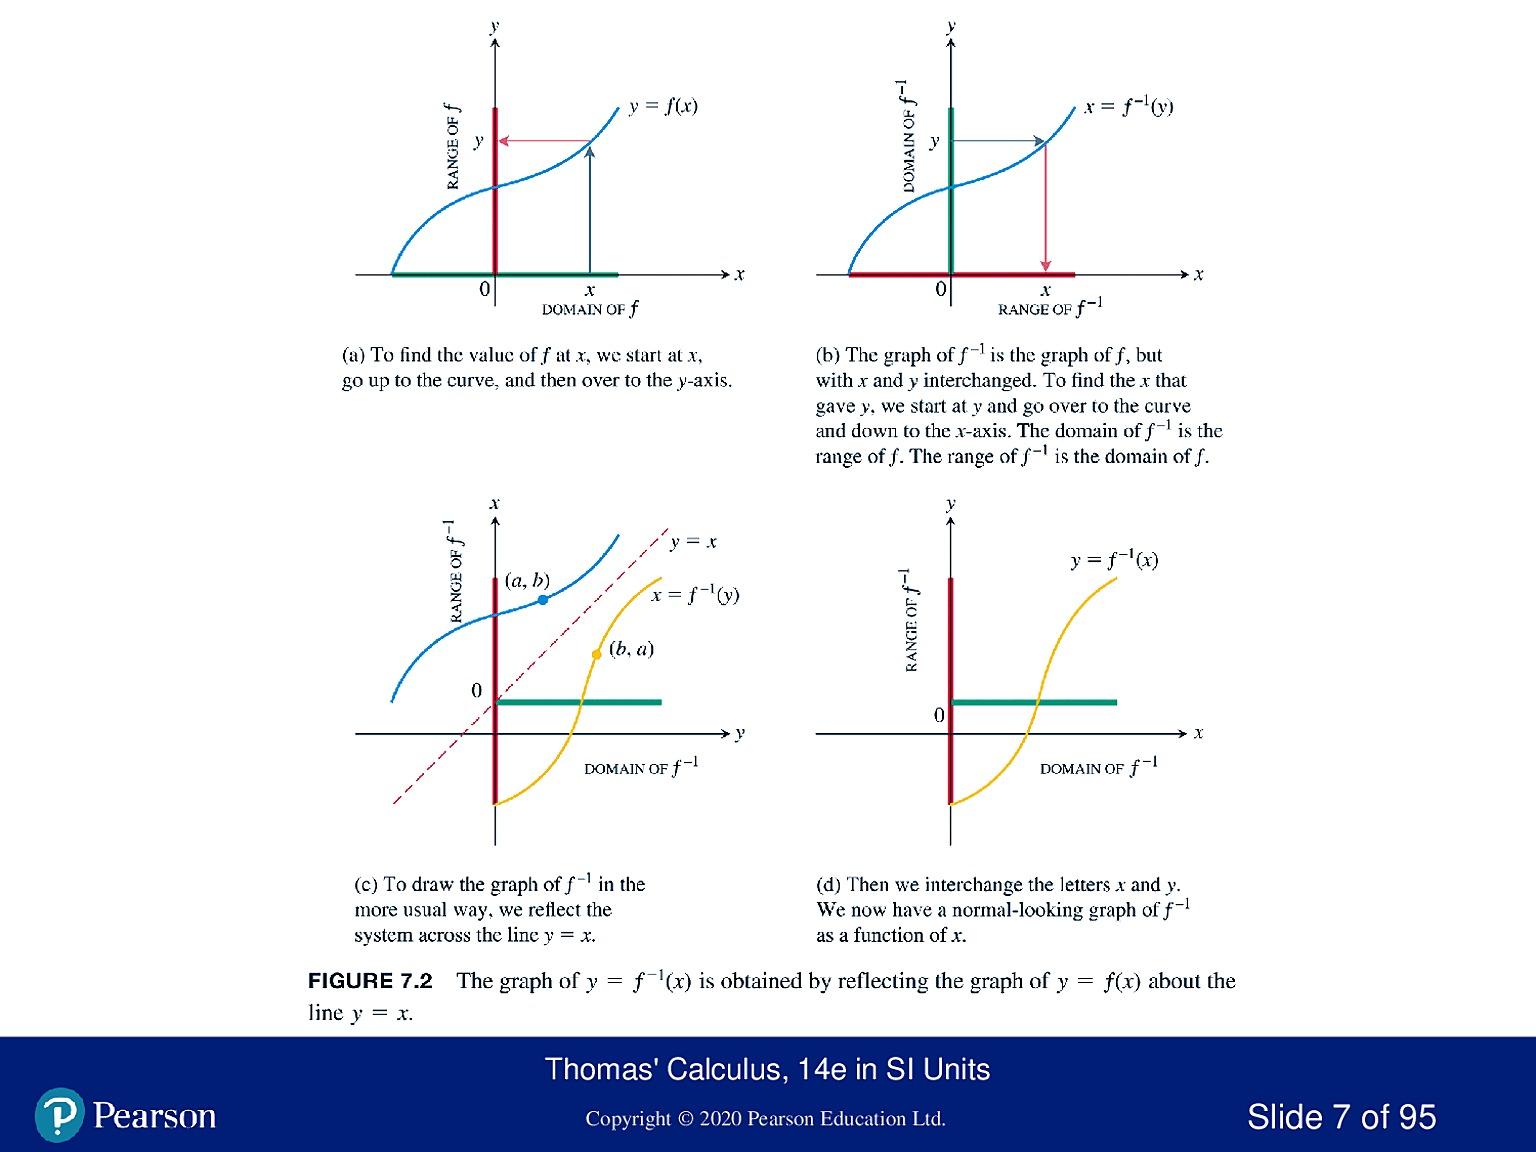 y
RANGE OF f
y = f(x)
y
0
x
x
DOMAIN OF f
(a) To find the value of f at x, we start at x,
go up to the curve, and then over to the y-axis.
y
DOMAIN OF f⁻¹
x = f⁻¹(y)
y
0
x
x
RANGE OF f⁻¹
(b) The graph of f⁻¹ is the graph of f, but
with x and y interchanged. To find the x that
gave y, we start at y and go over to the curve
and down to the x-axis. The domain of f⁻¹ is the
range of f. The range of f⁻¹ is the domain of f.
x
RANGE OF f⁻¹
y = x
(a, b)
x = f⁻¹(y)
(b, a)
0
y
DOMAIN OF f⁻¹
(c) To draw the graph of f⁻¹ in the
more usual way, we reflect the
system across the line y = x.
y
RANGE OF f⁻¹
y = f⁻¹(x)
0
x
DOMAIN OF f⁻¹
(d) Then we interchange the letters x and y.
We now have a normal-looking graph of f⁻¹
as a function of x.
FIGURE 7.2 The graph of y = f⁻¹(x) is obtained by reflecting the graph of y = f(x) about the
line y = x.
Thomas' Calculus, 14e in SI Units
P Pearson
Copyright © 2020 Pearson Education Ltd.
Slide 7 of 95